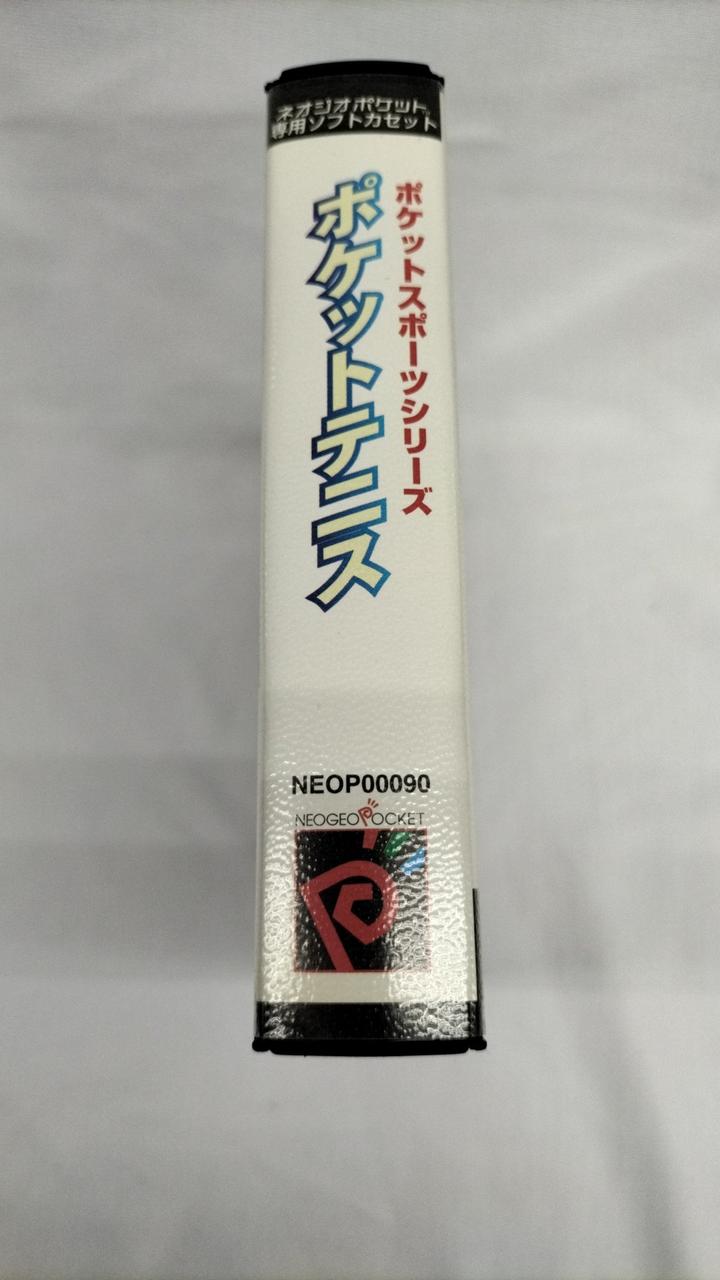 ネオジオポケット
専用ソフトカセット
ポケットスポーツシリーズ
ポケットテニス
NEOP00090
NEOGEO POCKET